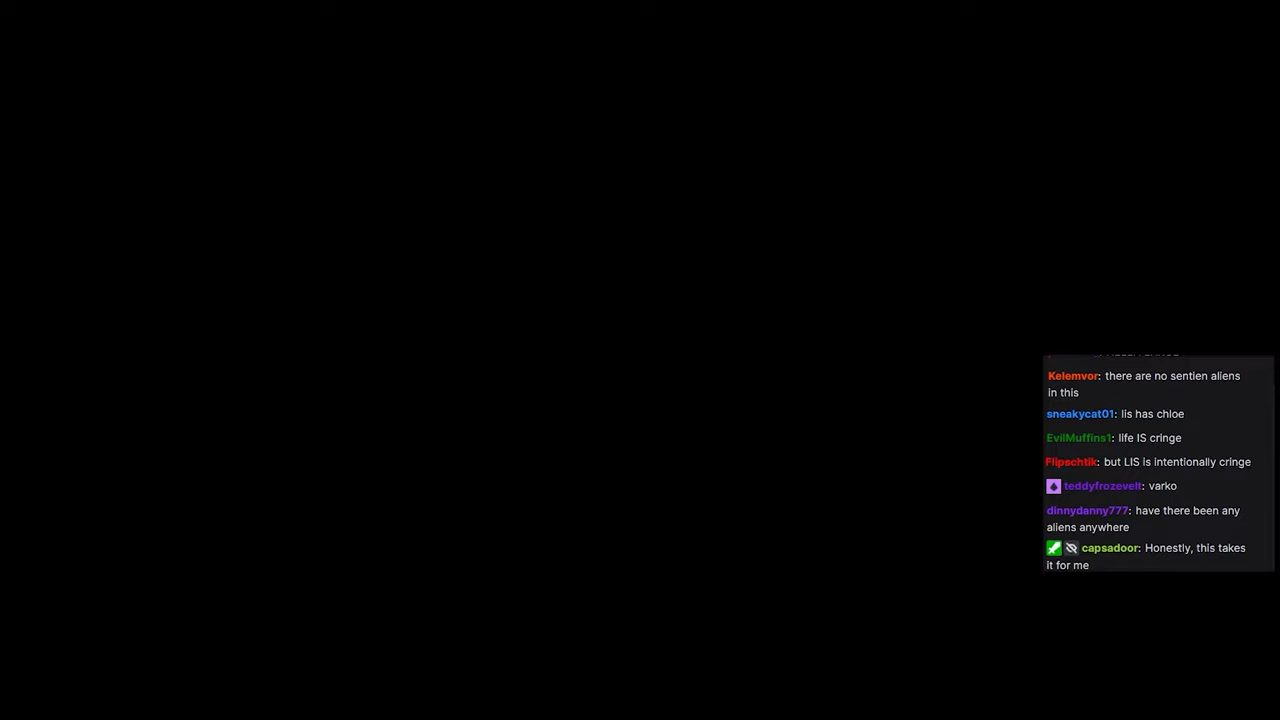 Kelemvor: there are no sentien aliens
in this
sneakycat01: lis has chloe
EvilMuffins1: life IS cringe
Flipschtik: but LIS is intentionally cringe
teddyfrozevelt: varko
dinnydanny777: have there been any
aliens anywhere
capsadoor: Honestly, this takes
it for me